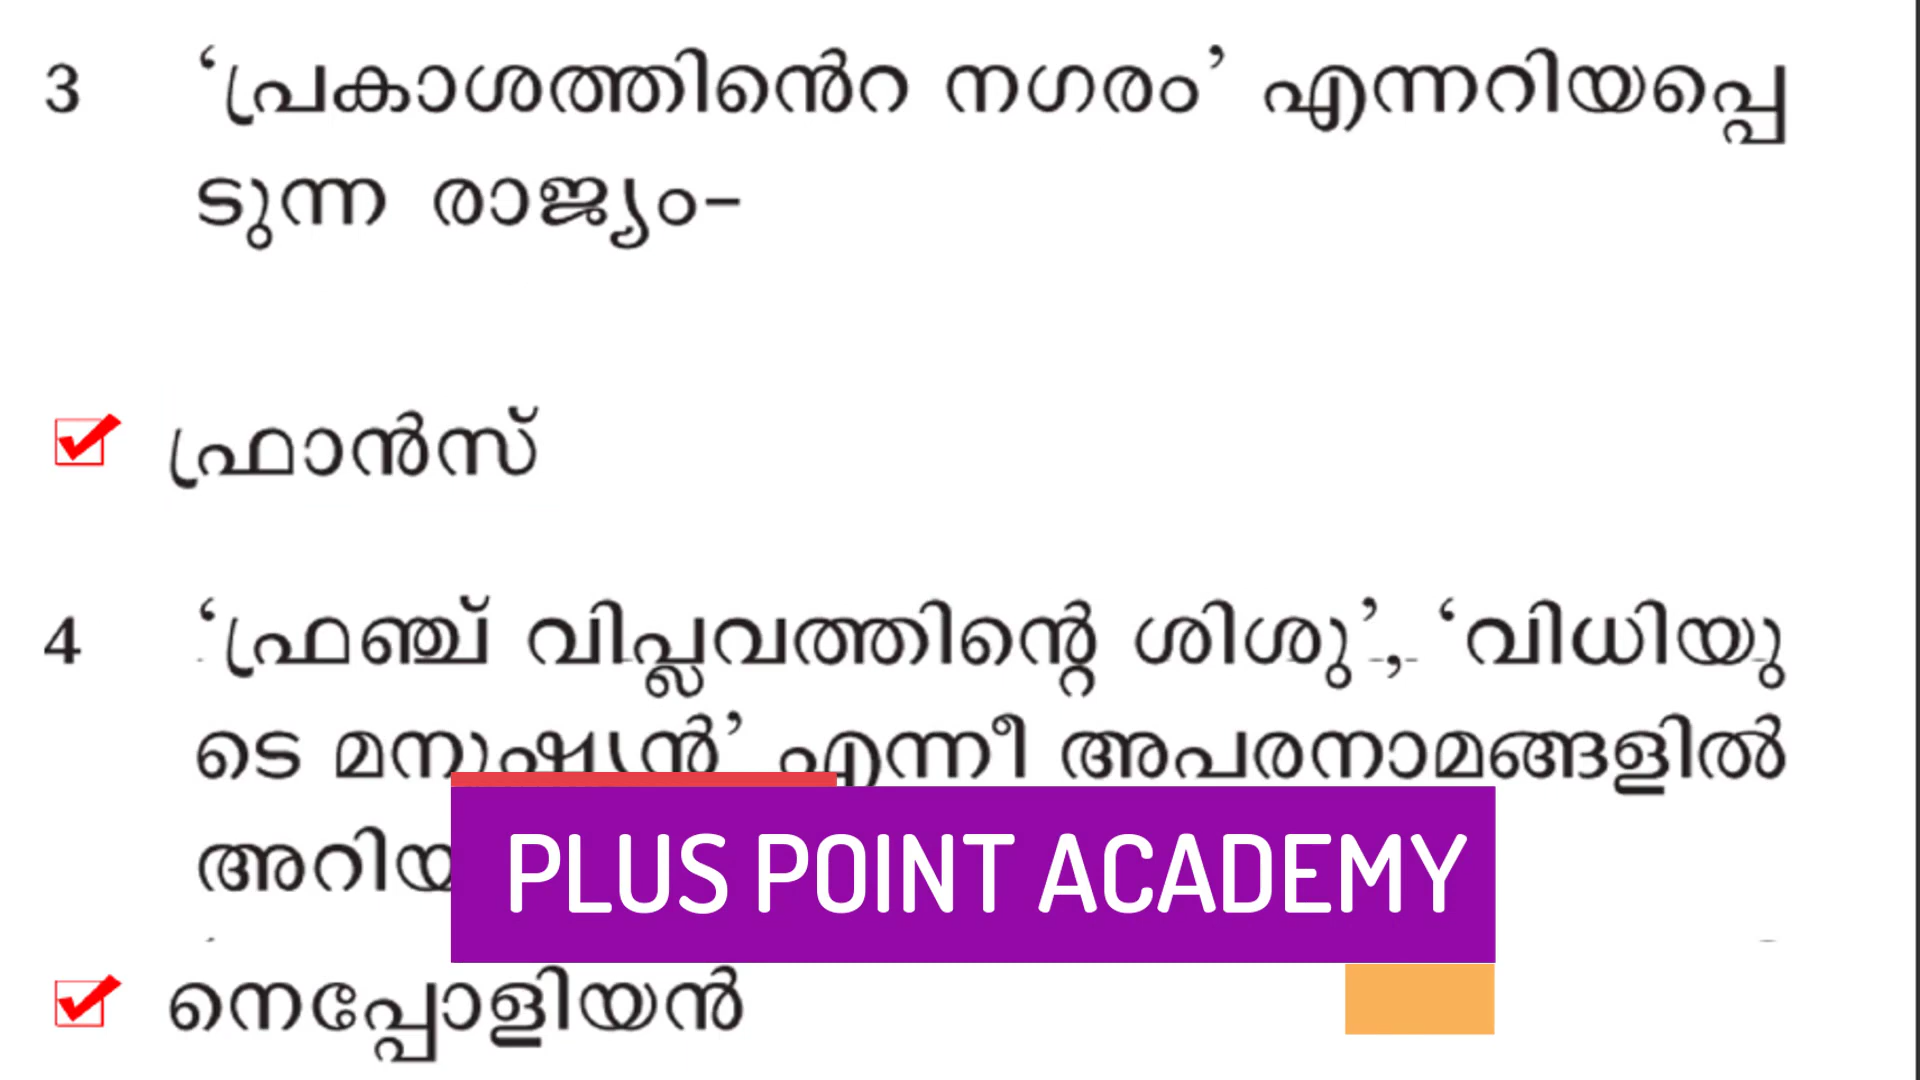 3 ‘പ്രകാശത്തിൻെറ നഗരം’ എന്നറിയപ്പെ
ടുന്ന രാജ്യം-
ഫ്രാൻസ്
4 ‘ഫ്രഞ്ച് വിപ്ലവത്തിന്റെ ശിശു’, ‘വിധിയു
ടെ മനുഷ്യൻ’ എന്നീ അപരനാമങ്ങളിൽ
PLUS POINT ACADEMY
നെപ്പോളിയൻ